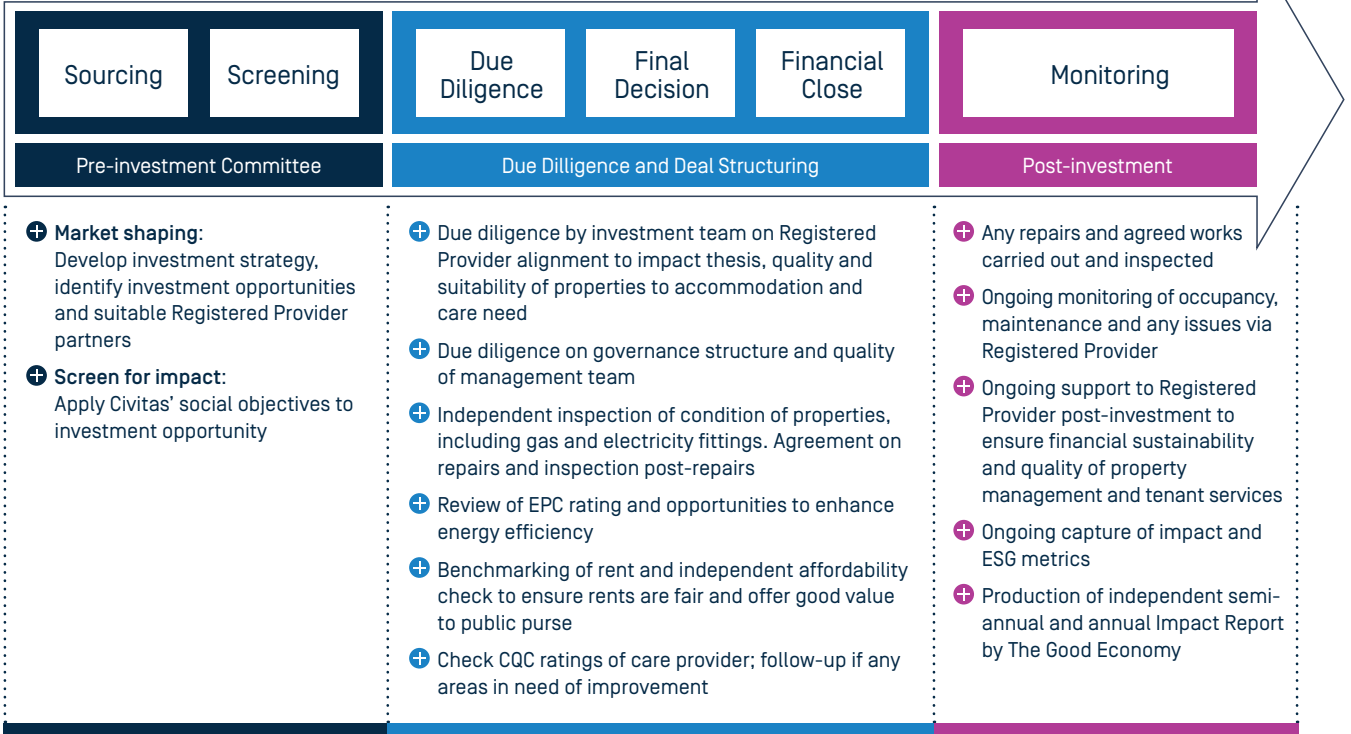 Sourcing
Screening
Due
Diligence
Final
Decision
Financial
Close
Monitoring
Pre-investment Committee
Due Dilligence and Deal Structuring
Post-investment
Market shaping:
Develop investment strategy,
identify investment opportunities
and suitable Registered Provider
partners
Screen for impact:
Apply Civitas' social objectives to
investment opportunity
Due diligence by investment team on Registered
Provider alignment to impact thesis, quality and
suitability of properties to accommodation and
care need
Due diligence on governance structure and quality
of management team
Independent inspection of condition of properties,
including gas and electricity fittings. Agreement on
repairs and inspection post-repairs
Review of EPC rating and opportunities to enhance
energy efficiency
Benchmarking of rent and independent affordability
check to ensure rents are fair and offer good value
to public purse
Check CQC ratings of care provider; follow-up if any
areas in need of improvement
Any repairs and agreed works
carried out and inspected
Ongoing monitoring of occupancy,
maintenance and any issues via
Registered Provider
Ongoing support to Registered
Provider post-investment to
ensure financial sustainability
and quality of property
management and tenant services
Ongoing capture of impact and
ESG metrics
Production of independent semi-
annual and annual Impact Report
by The Good Economy